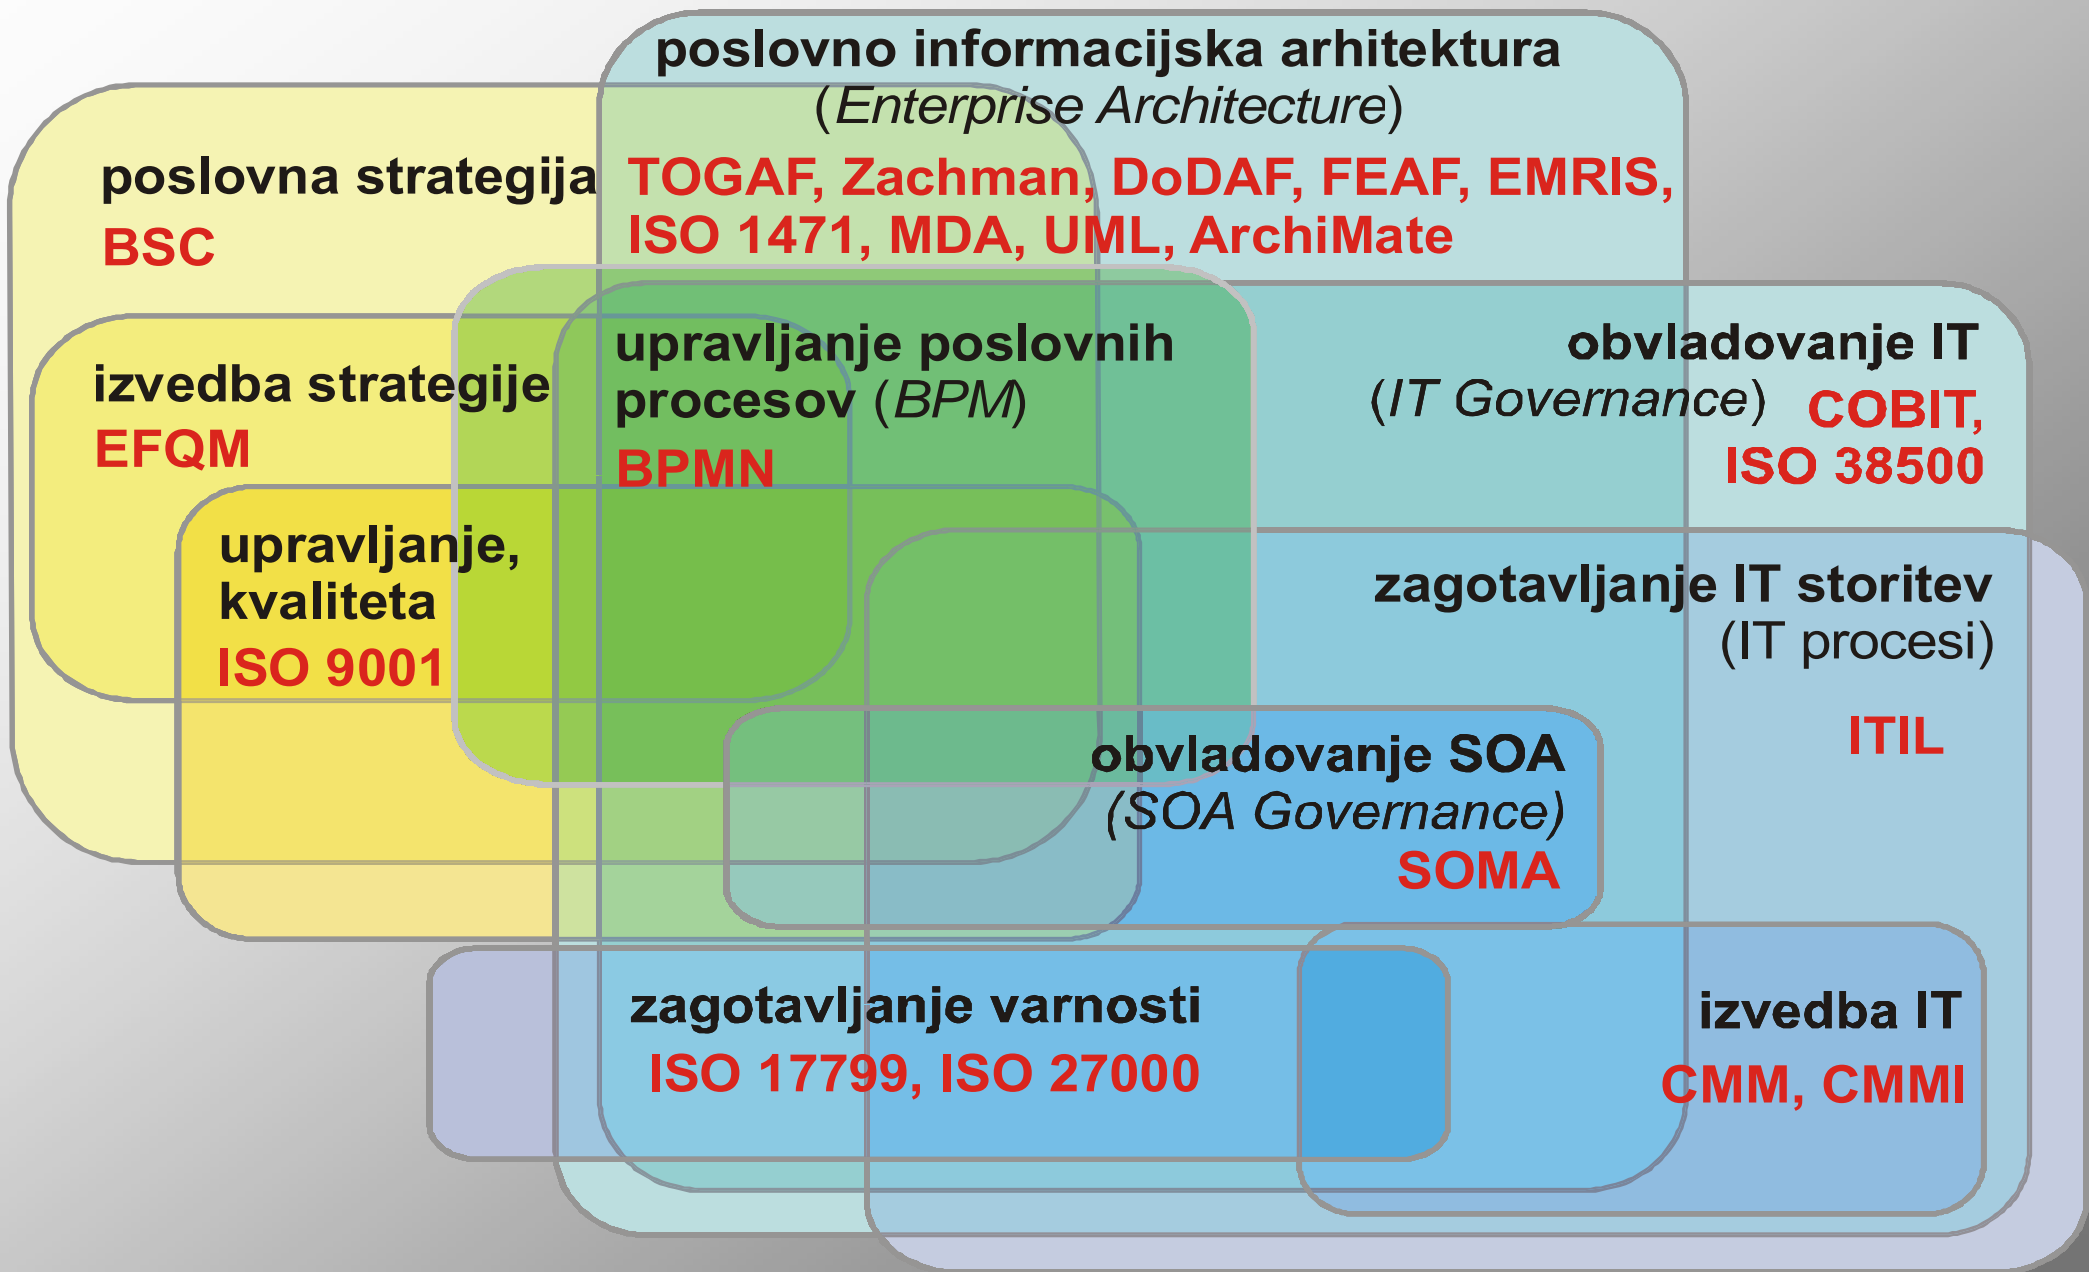 poslovno informacijska arhitektura
(Enterprise Architecture)
TOGAF, Zachman, DoDAF, FEAF, EMRIS,
ISO 1471, MDA, UML, ArchiMate
poslovna strategija
BSC
izvedba strategije
EFQM
upravljanje,
kvaliteta
ISO 9001
upravljanje poslovnih
procesov (BPM)
BPMN
obvladovanje IT
(IT Governance) COBIT,
ISO 38500
zagotavljanje IT storitev
(IT procesi)
ITIL
obvladovanje SOA
(SOA Governance)
SOMA
zagotavljanje varnosti
ISO 17799, ISO 27000
izvedba IT
CMM, CMMI